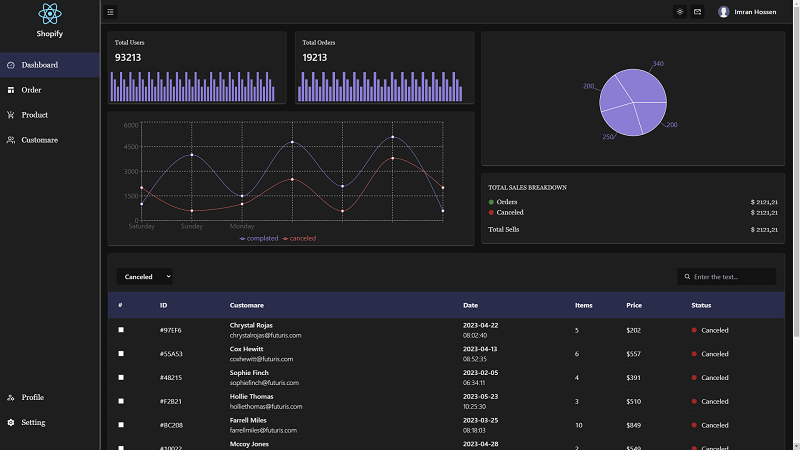 Shopify
Dashboard
Order
Product
Customare
Profile
Setting
Imran Hossen
Total Users
93213
Total Orders
19213
6000
4500
3000
1500
0
Saturday Sunday Monday
complated canceled
340
200
250
200
TOTAL SALES BREAKDOWN
Orders $ 2121,21
Canceled $ 2121,21
Total Sells $ 2121,21
Canceled
Enter the text...
# ID Customare Date Items Price Status
#97EF6 Chrystal Rojas 2023-04-22 5 $202 Canceled
chrystalrojas@futuris.com 08:02:40
#55A53 Cox Hewitt 2023-04-13 6 $557 Canceled
coxhewitt@futuris.com 08:52:35
#48215 Sophie Finch 2023-02-05 4 $391 Canceled
sophiefinch@futuris.com 06:34:11
#F2B21 Hollie Thomas 2023-05-23 3 $510 Canceled
holliethomas@futuris.com 10:25:30
#BC208 Farrell Miles 2023-03-25 10 $849 Canceled
farrellmiles@futuris.com 08:18:03
Mccoy Jones 2023-04-28